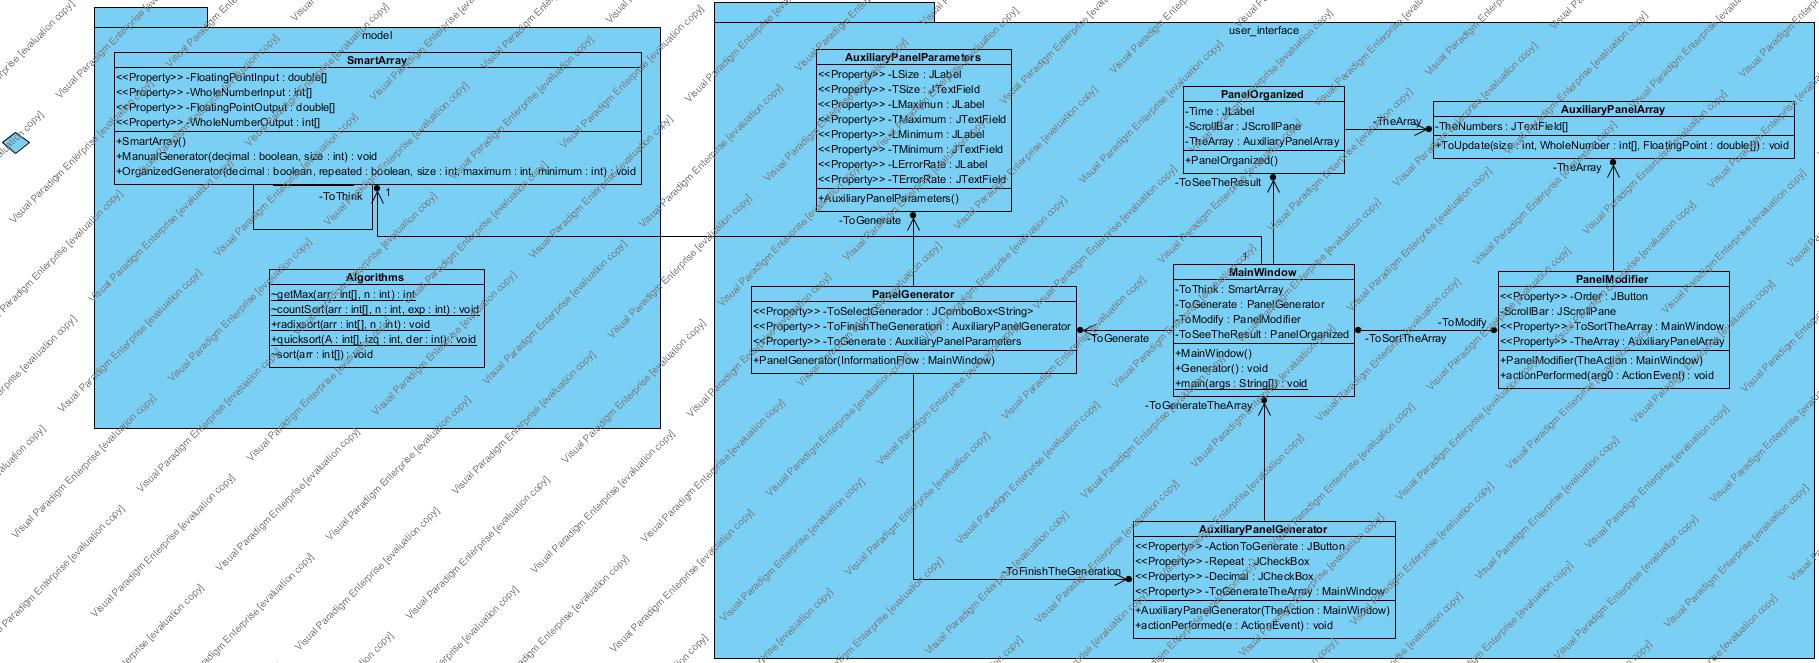 model
SmartArray
<<Property>> -FloatingPointInput : double[]
<<Property>> -WholeNumberInput : int[]
<<Property>> -FloatingPointOutput : double[]
<<Property>> -WholeNumberOutput : int[]
+SmartArray()
+ManualGenerator(decimal : boolean, size : int) : void
+OrganizedGenerator(decimal : boolean, repeated : boolean, size : int, maximum : int, minimum : int) : void
-ToThink
1
Algorithms
~getMax(arr : int[], n : int) : int
~countSort(arr : int[], n : int, exp : int) : void
+radixsort(arr : int[], n : int) : void
+quicksort(A : int[], izq : int, der : int) : void
~sort(arr : int[]) : void
user_interface
AuxiliaryPanelParameters
<<Property>> -LSize : JLabel
<<Property>> -TSize : JTextField
<<Property>> -LMaximun : JLabel
<<Property>> -TMaximum : JTextField
<<Property>> -LMinimum : JLabel
<<Property>> -TMinimum : JTextField
<<Property>> -LErrorRate : JLabel
<<Property>> -TErrorRate : JTextField
+AuxiliaryPanelParameters()
-ToGenerate
PanelOrganized
-Time : JLabel
-ScrollBar : JScrollPane
-TheArray : AuxiliaryPanelArray
+PanelOrganized()
-ToSeeTheResult
-TheArray
AuxiliaryPanelArray
-TheNumbers : JTextField[]
+ToUpdate(size : int, WholeNumber : int[], FloatingPoint : double[]) : void
-TheArray
PanelGenerator
<<Property>> -ToSelectGenerador : JComboBox<String>
<<Property>> -ToFinishTheGeneration : AuxiliaryPanelGenerator
<<Property>> -ToGenerate : AuxiliaryPanelParameters
+PanelGenerator(InformationFlow : MainWindow)
-ToGenerate
MainWindow
-ToThink : SmartArray
-ToGenerate : PanelGenerator
-ToModify : PanelModifier
-ToSeeTheResult : PanelOrganized
+MainWindow()
+Generator() : void
+main(args : String[]) : void
-ToGenerateTheArray
-ToModify
-ToSortTheArray
PanelModifier
<<Property>> -Order : JButton
-ScrollBar : JScrollPane
<<Property>> -ToSortTheArray : MainWindow
<<Property>> -TheArray : AuxiliaryPanelArray
+PanelModifier(TheAction : MainWindow)
+actionPerformed(arg0 : ActionEvent) : void
-ToFinishTheGeneration
AuxiliaryPanelGenerator
<<Property>> -ActionToGenerate : JButton
<<Property>> -Repeat : JCheckBox
<<Property>> -Decimal : JCheckBox
<<Property>> -ToGenerateTheArray : MainWindow
+AuxiliaryPanelGenerator(TheAction : MainWindow)
+actionPerformed(e : ActionEvent) : void
Visual Paradigm Enterprise [evaluation copy]